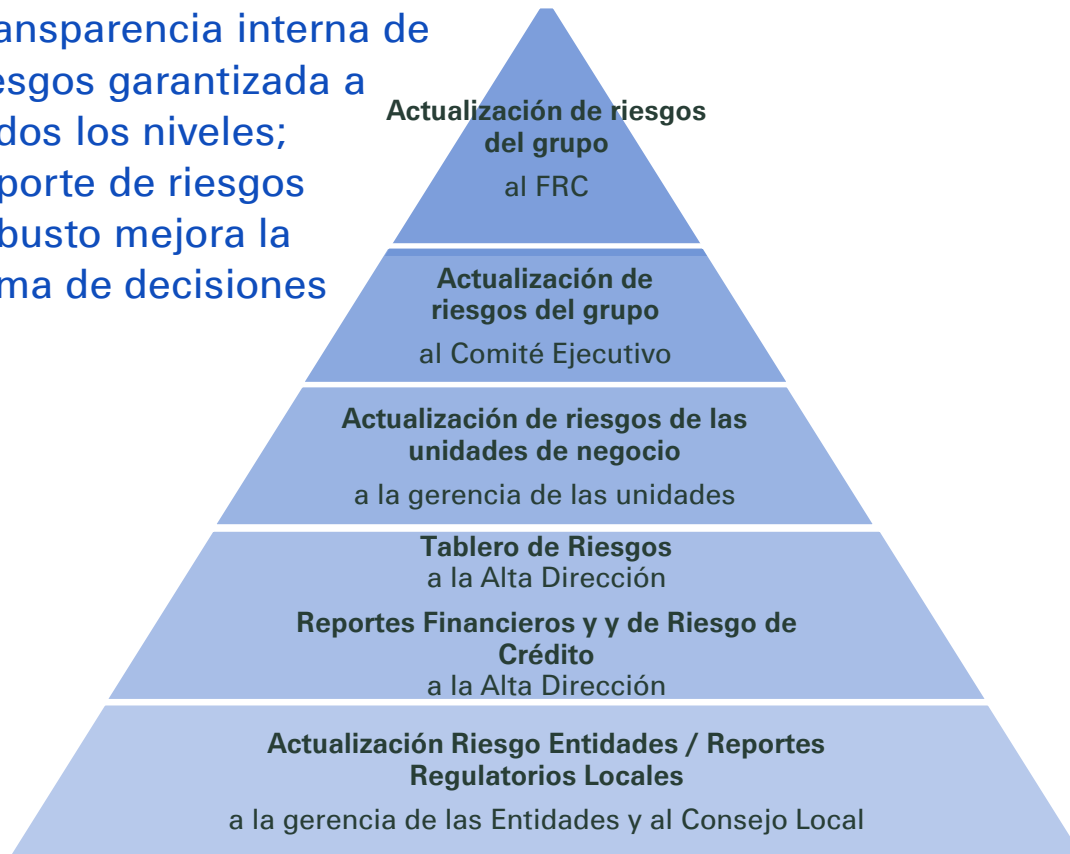 ansparencia interna de
esgos garantizada a
dos los niveles;
porte de riesgos
busto mejora la
ma de decisiones
Actualización de riesgos
del grupo
al FRC
Actualización de
riesgos del grupo
al Comité Ejecutivo
Actualización de riesgos de las
unidades de negocio
a la gerencia de las unidades
Tablero de Riesgos
a la Alta Dirección
Reportes Financieros y y de Riesgo de
Crédito
a la Alta Dirección
Actualización Riesgo Entidades / Reportes
Regulatorios Locales
a la gerencia de las Entidades y al Consejo Local